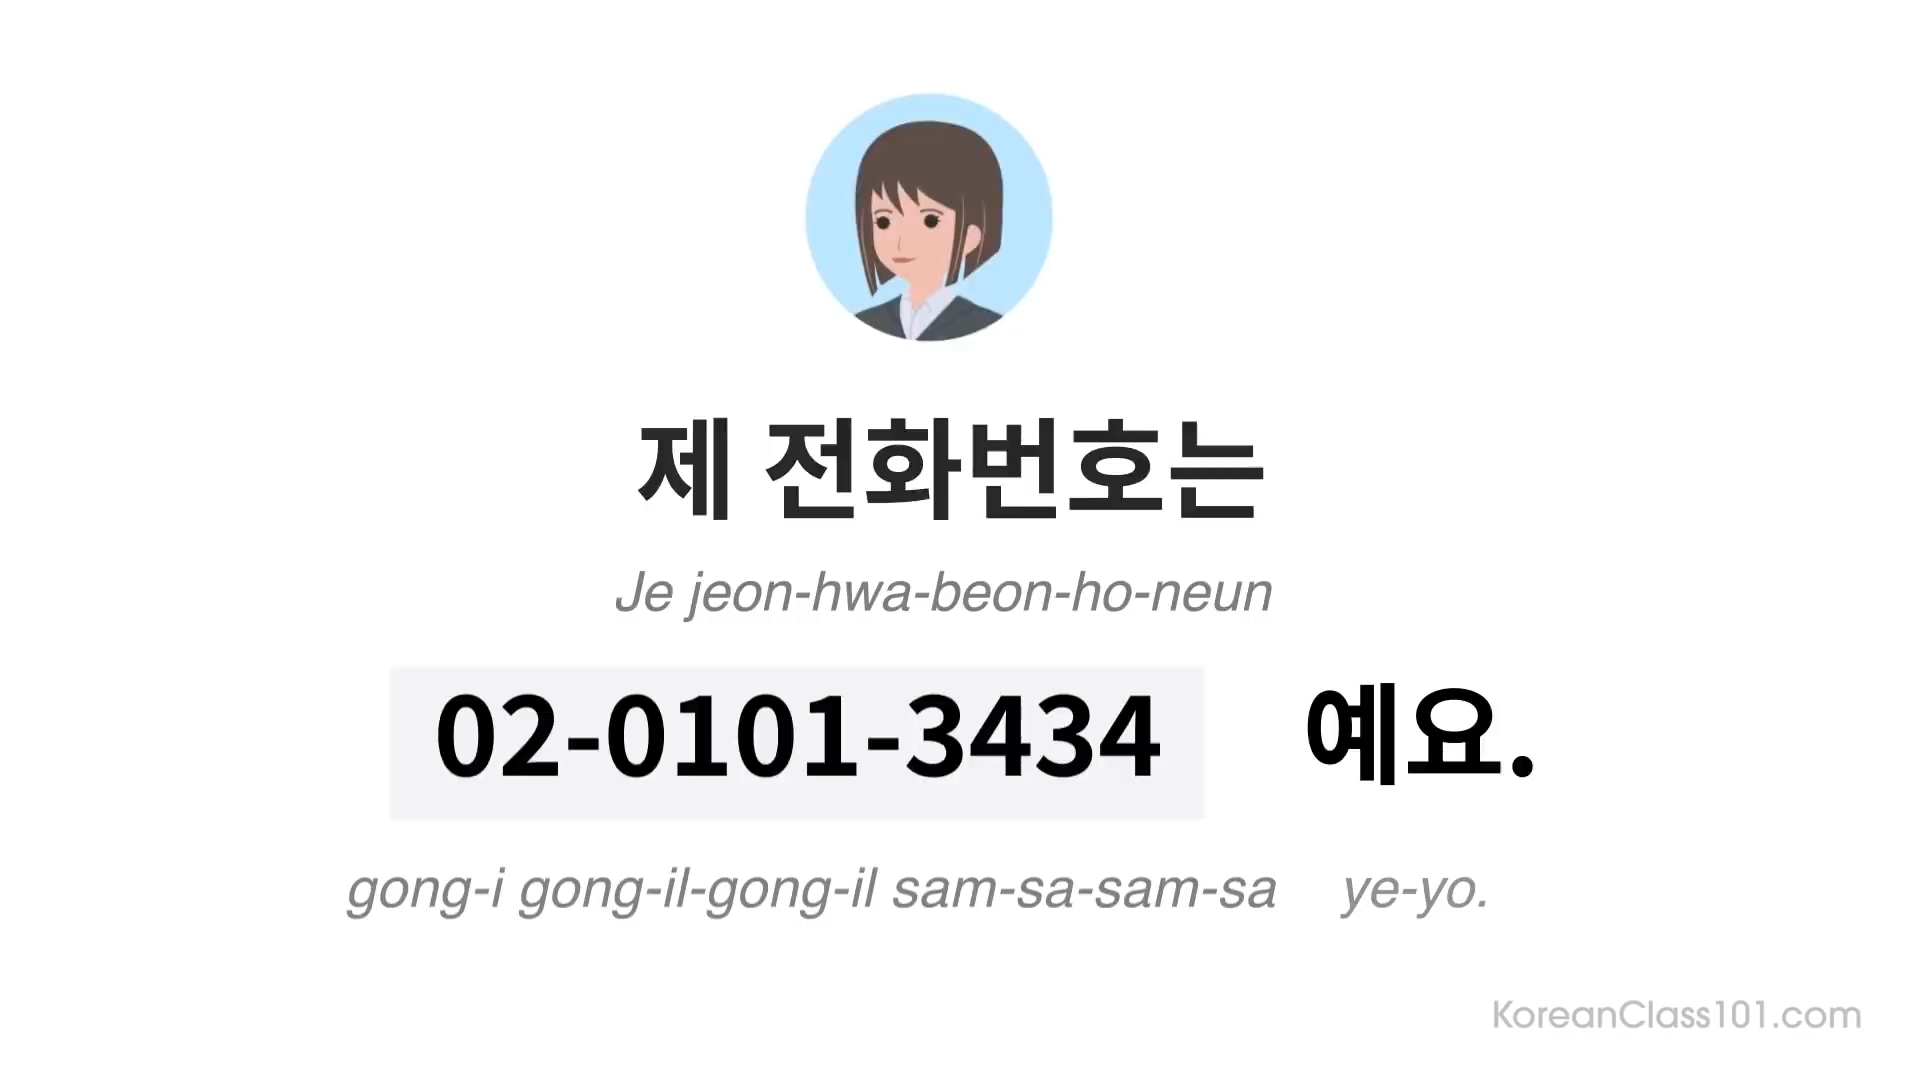 제 전화번호는
Je jeon-hwa-beon-ho-neun
02-0101-3434 예요.
gong-i gong-il-gong-il sam-sa-sam-sa ye-yo.
KoreanClass101.com